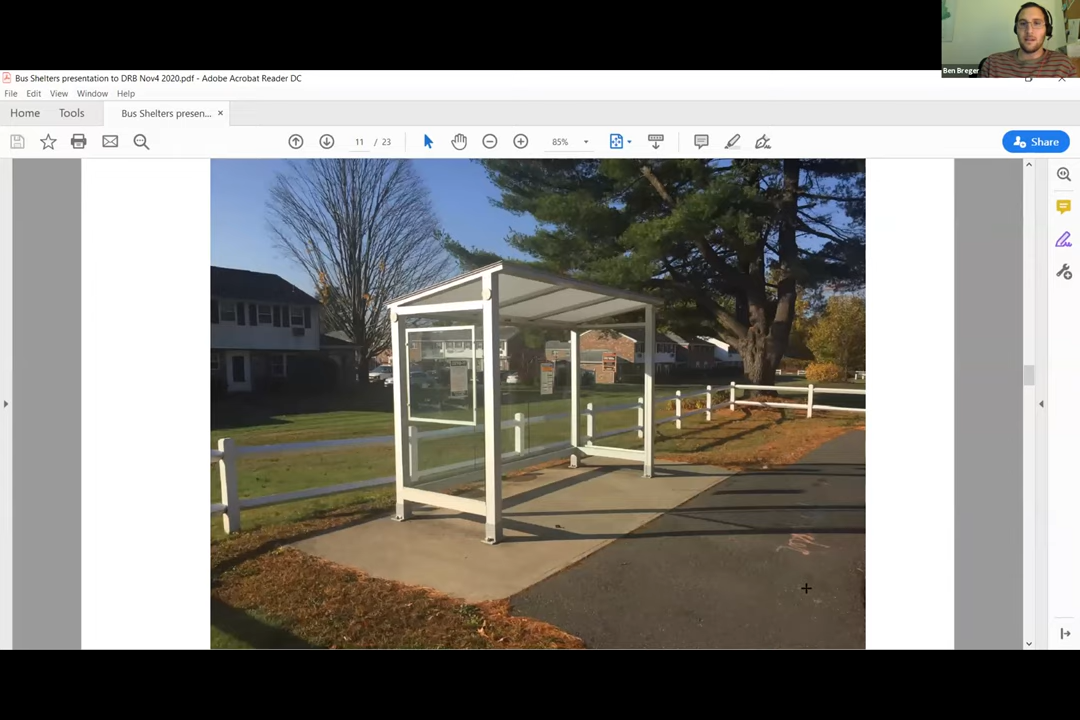 Ben Breger
Bus Shelters presentation to DRB Nov4 2020.pdf - Adobe Acrobat Reader DC
File Edit View Window Help
Home Tools Bus Shelters presen... ×
11 / 23 85% Share